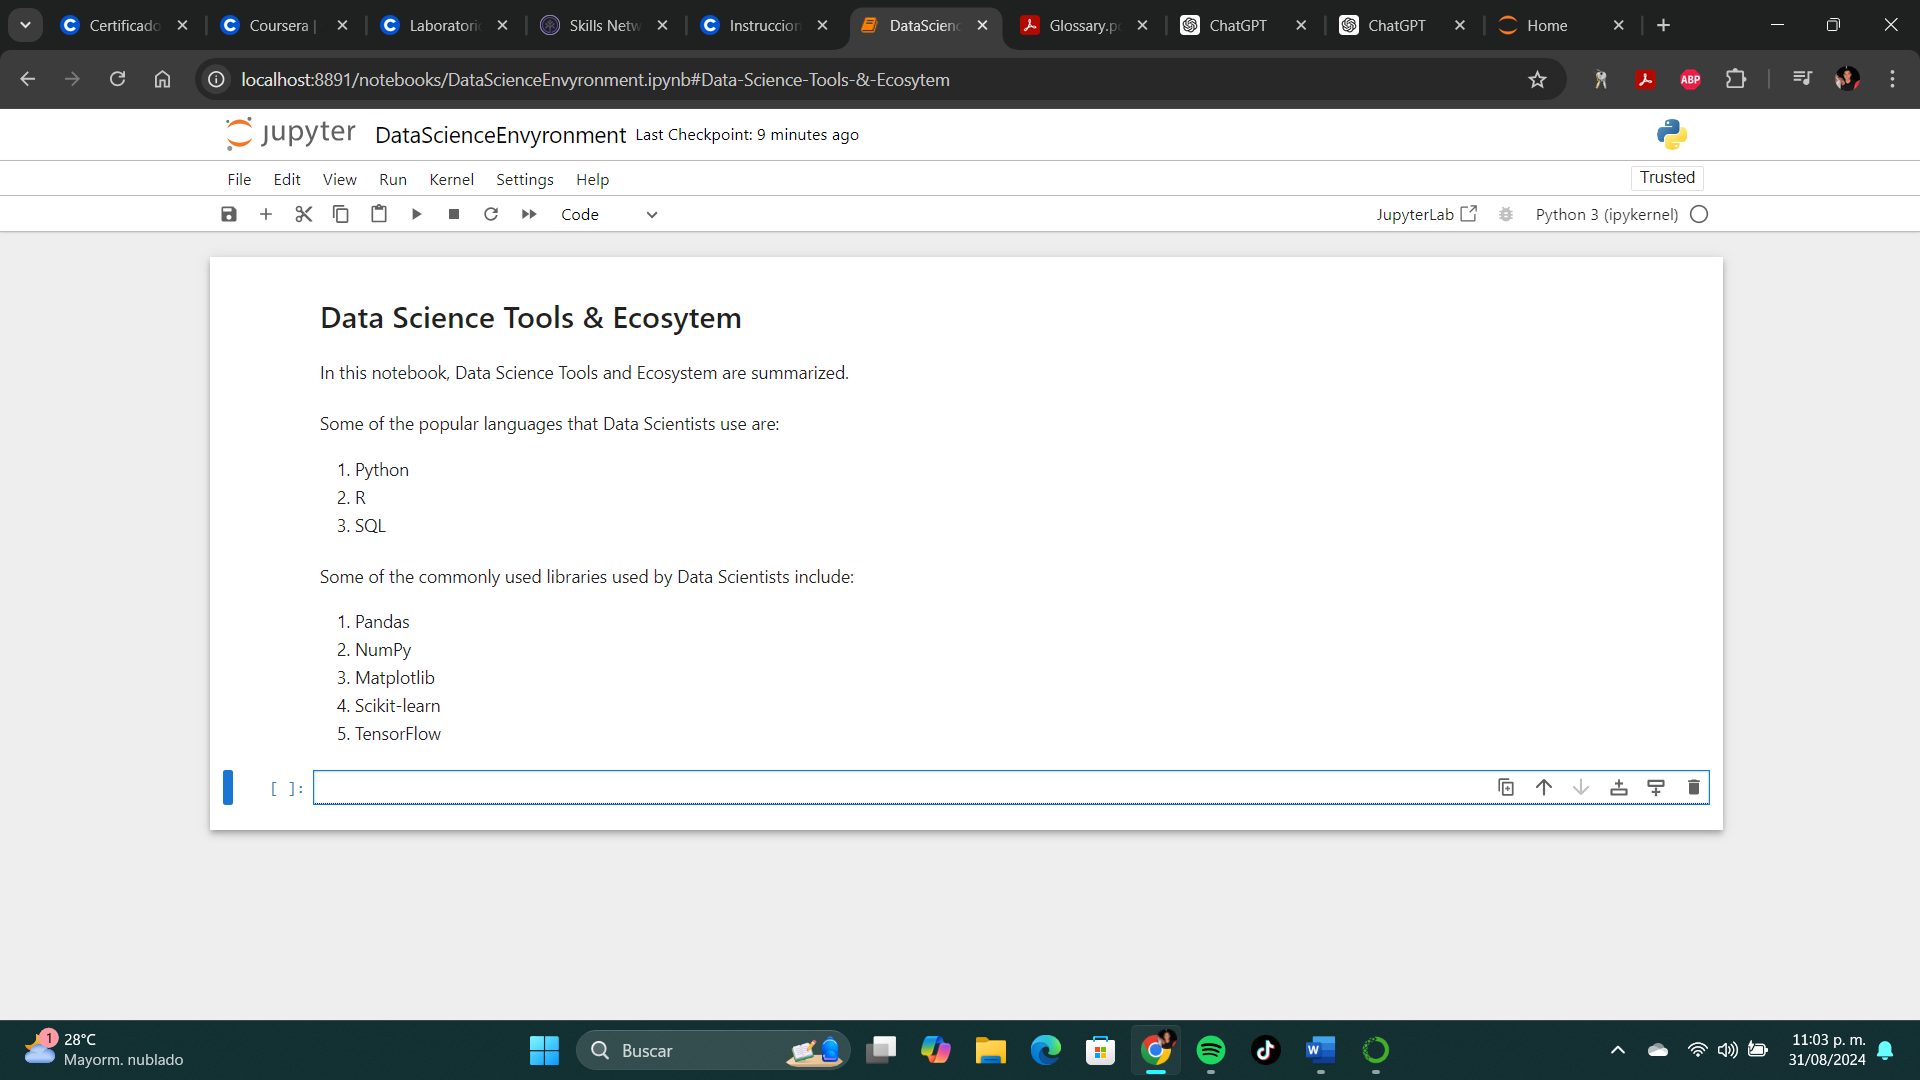 Certificado
Coursera |
Laboratorio
Skills Netw
Instruccion
DataScienc
Glossary.p
ChatGPT
ChatGPT
Home
localhost:8891/notebooks/DataScienceEnvyronment.ipynb#Data-Science-Tools-&-Ecosytem
ABP
jupyter DataScienceEnvyronment Last Checkpoint: 9 minutes ago
File Edit View Run Kernel Settings Help
Trusted
Code
JupyterLab
Python 3 (ipykernel)
Data Science Tools & Ecosytem
In this notebook, Data Science Tools and Ecosystem are summarized.
Some of the popular languages that Data Scientists use are:
1. Python
2. R
3. SQL
Some of the commonly used libraries used by Data Scientists include:
1. Pandas
2. NumPy
3. Matplotlib
4. Scikit-learn
5. TensorFlow
[ ]:
1
28°C
Mayorm. nublado
Buscar
W
11:03 p. m.
31/08/2024